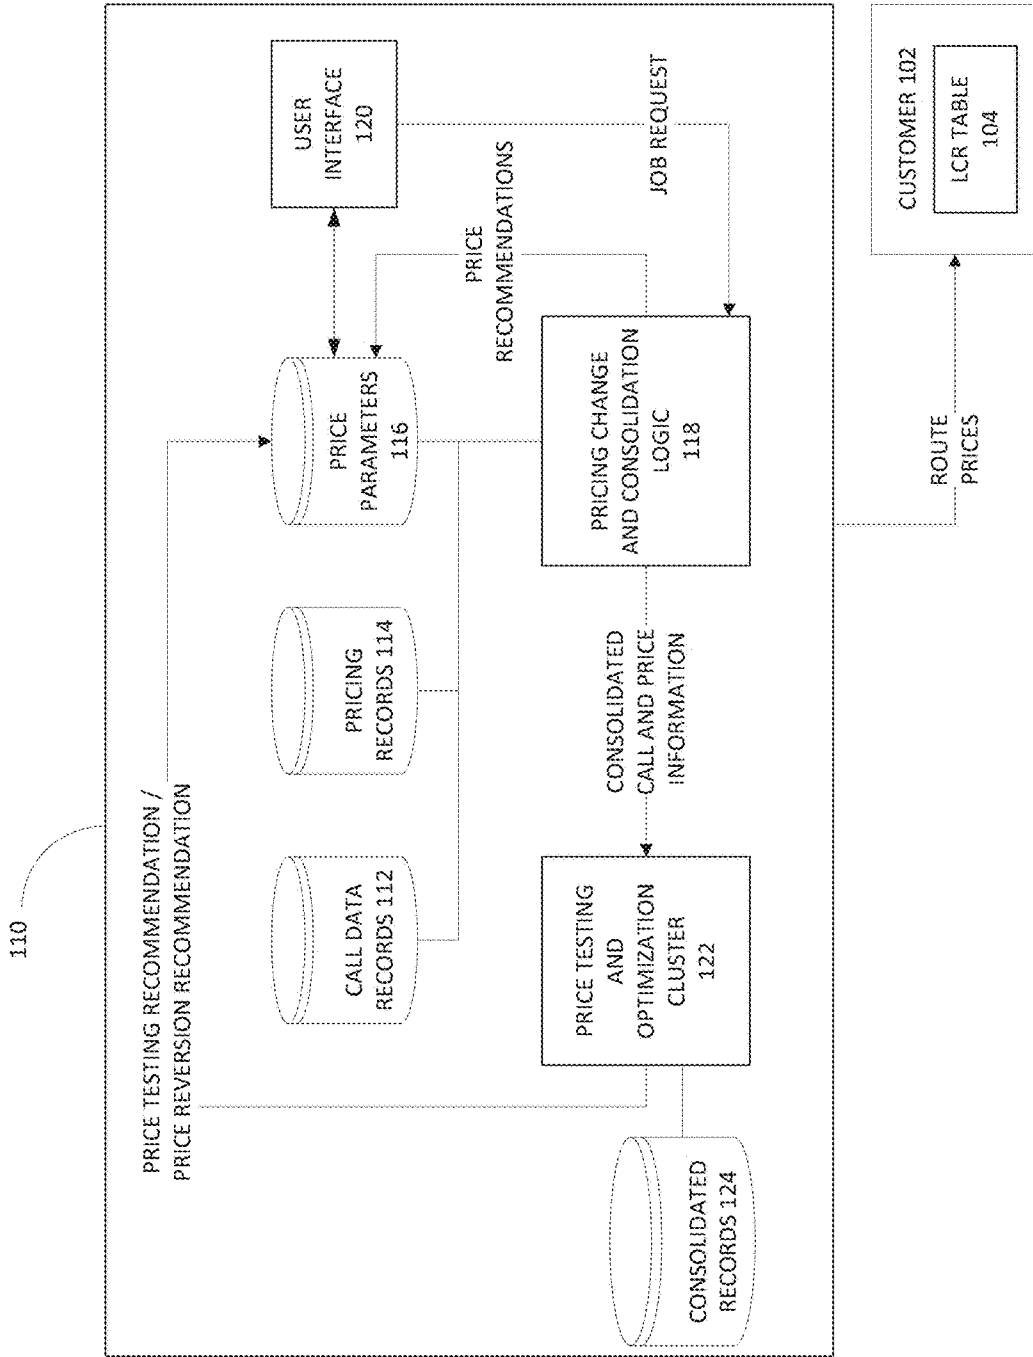 110
PRICE TESTING RECOMMENDATION /
PRICE REVERSION RECOMMENDATION
CALL DATA
RECORDS 112
PRICING
RECORDS 114
PRICE
PARAMETERS
116
USER
INTERFACE
120
PRICE
RECOMMENDATIONS
JOB REQUEST
CONSOLIDATED
RECORDS 124
PRICE TESTING
AND
OPTIMIZATION
CLUSTER
122
CONSOLIDATED
CALL AND PRICE
INFORMATION
PRICING CHANGE
AND CONSOLIDATION
LOGIC
118
ROUTE
PRICES
CUSTOMER 102
LCR TABLE
104